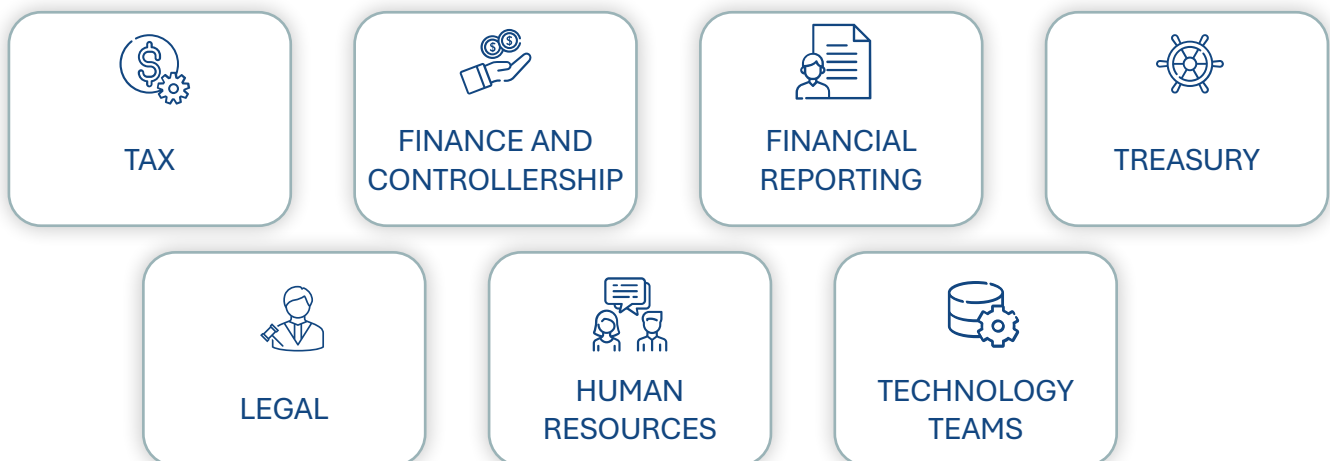 TAX
FINANCE AND
CONTROLLERSHIP
FINANCIAL
REPORTING
TREASURY
LEGAL
HUMAN
RESOURCES
TECHNOLOGY
TEAMS